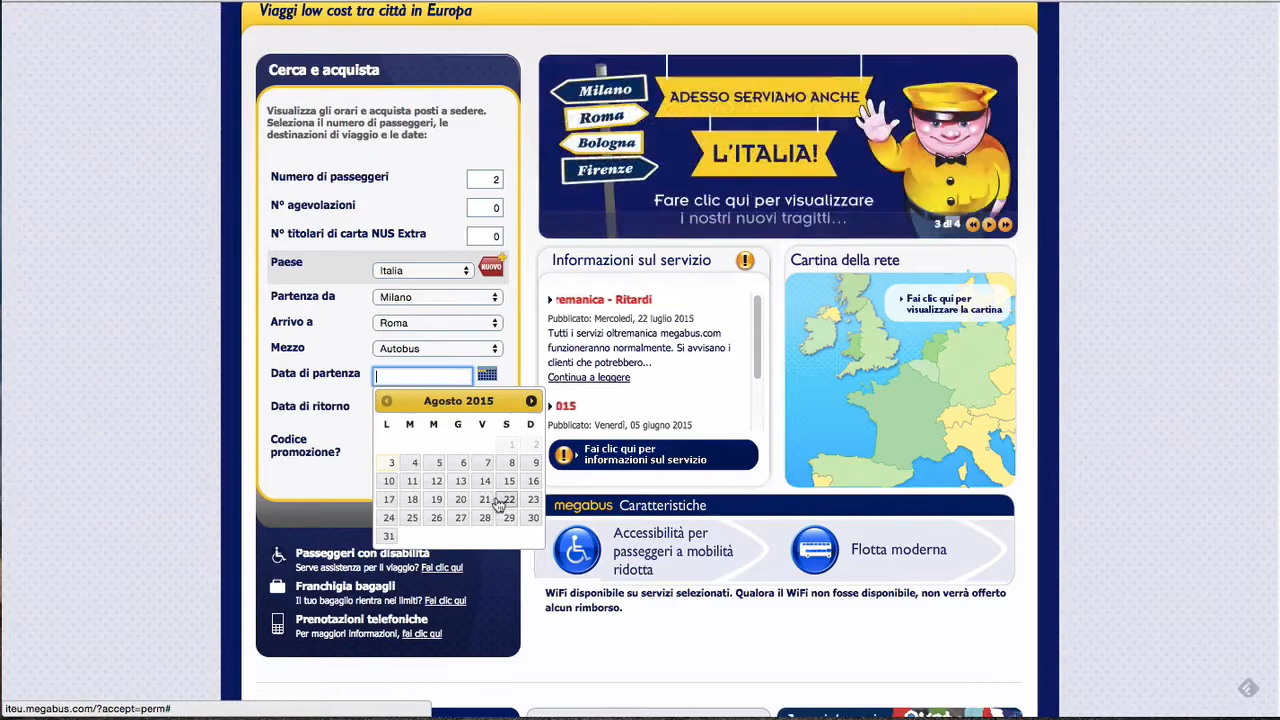 Viaggi low cost tra città in Europa
Cerca e acquista
Visualizza gli orari e acquista posti a sedere.
Seleziona il numero di passeggeri, le
destinazioni di viaggio e le date:
Numero di passeggeri 2
N° agevolazioni 0
N° titolari di carta NUS Extra 0
Paese Italia NUOVO
Partenza da Milano
Arrivo a Roma
Mezzo Autobus
Data di partenza
Data di ritorno
Codice
promozione?
Agosto 2015
L M M G V S D
1 2
3 4 5 6 7 8 9
10 11 12 13 14 15 16
17 18 19 20 21 22 23
24 25 26 27 28 29 30
31
Passeggeri con disabilità
Serve assistenza per il viaggio? Fai clic qui
Franchigia bagagli
Il tuo bagaglio rientra nei limiti? Fai clic qui
Prenotazioni telefoniche
Per maggiori informazioni, fai clic qui
Milano
Roma
Bologna
Firenze
ADESSO SERVIAMO ANCHE
L'ITALIA!
Fare clic qui per visualizzare
i nostri nuovi tragitti...
3 di 4
Informazioni sul servizio
remanica - Ritardi
Pubblicato: Mercoledì, 22 luglio 2015
Tutti i servizi oltremanica megabus.com
funzioneranno normalmente. Si avvisano i
clienti che potrebbero...
Continua a leggere
015
Pubblicato: Venerdì, 05 giugno 2015
Fai clic qui per
informazioni sul servizio
Cartina della rete
Fai clic qui per
visualizzare la cartina
megabus Caratteristiche
Accessibilità per
passeggeri a mobilità
ridotta
Flotta moderna
WiFi disponibile su servizi selezionati. Qualora il WiFi non fosse disponibile, non verrà offerto
alcun rimborso.
iteu.megabus.com/?accept=perm#